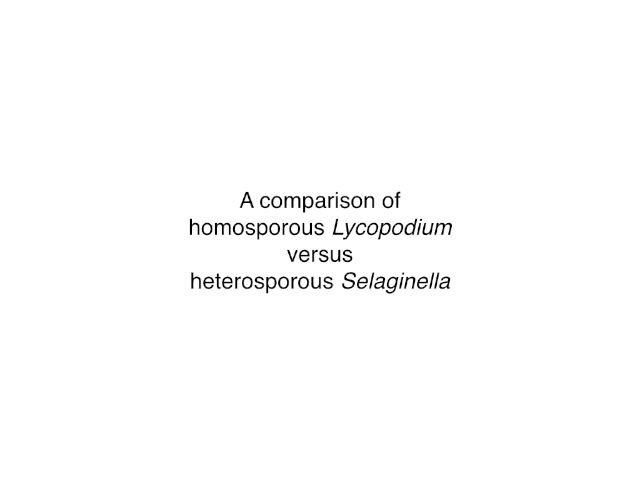 A comparison of
homosporous Lycopodium
versus
heterosporous Selaginella